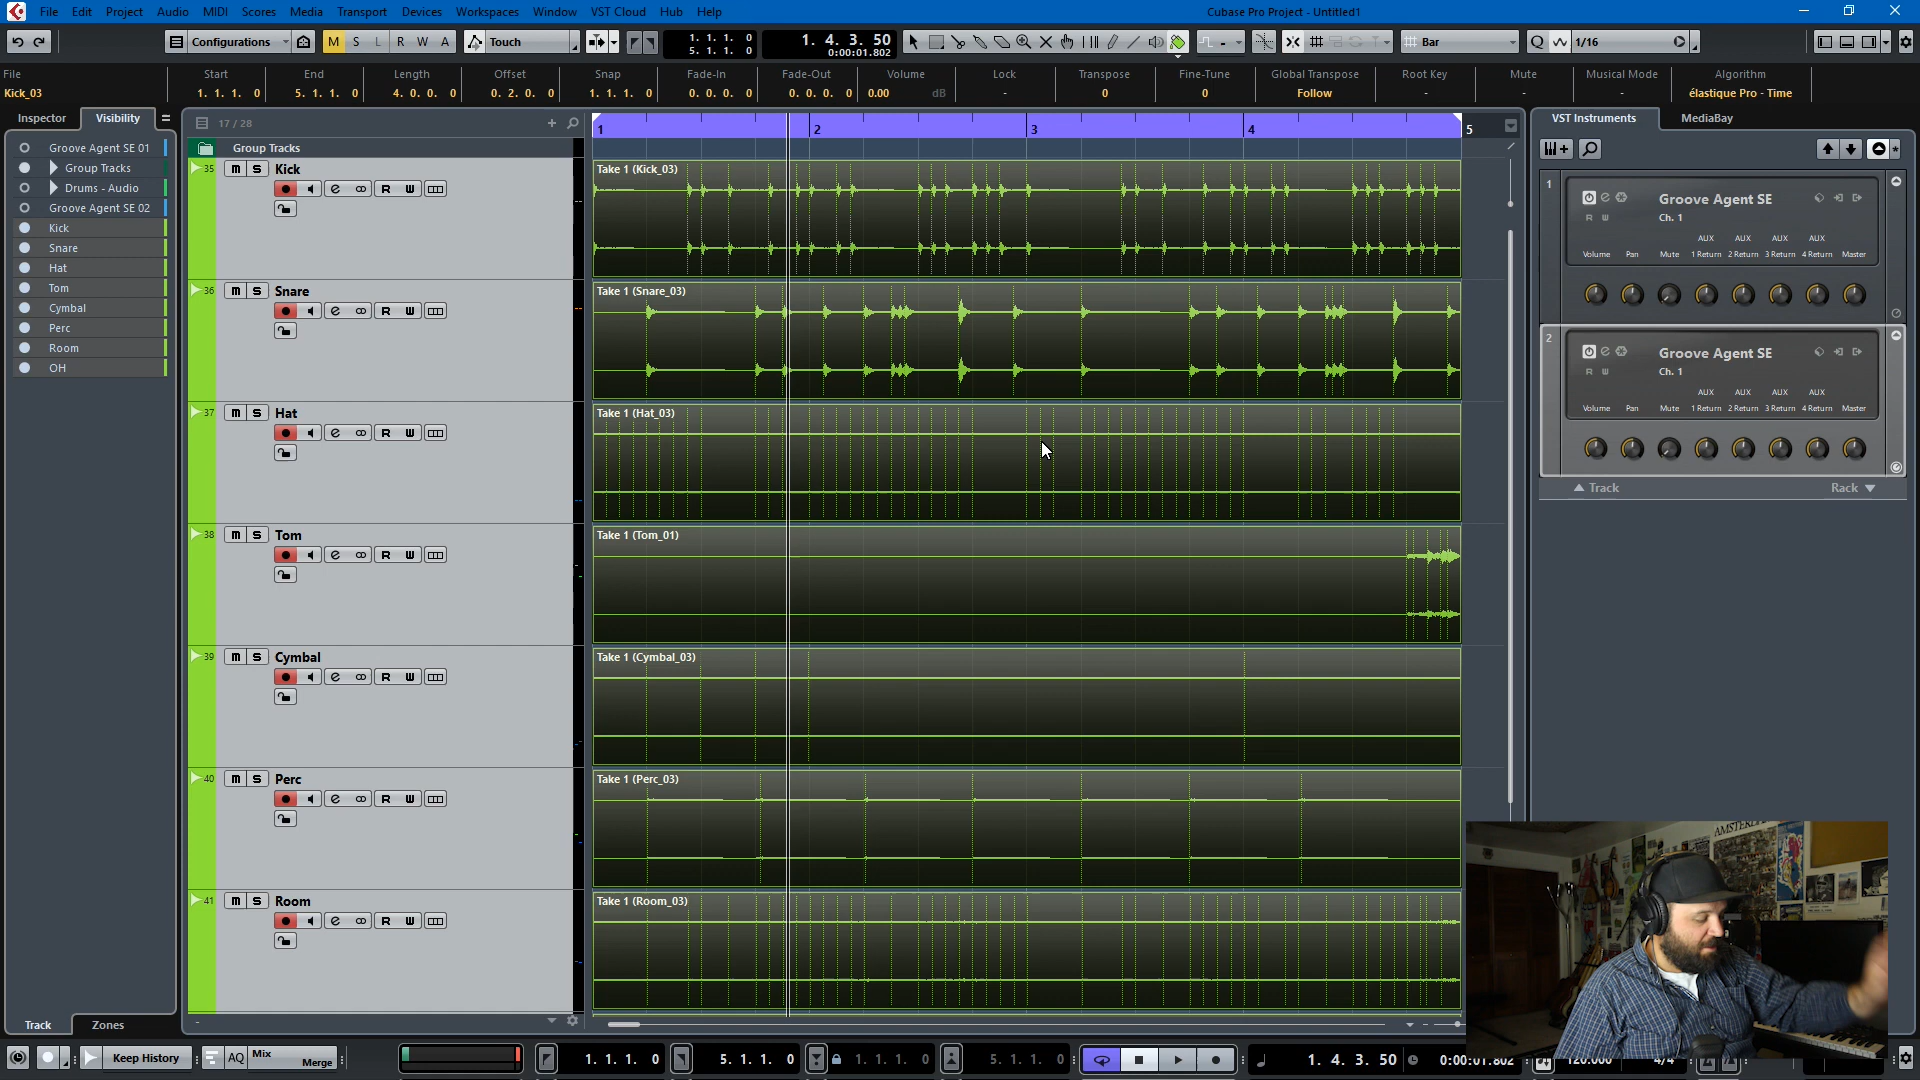 File Edit Project Audio MIDI Scores Media Transport Devices Workspaces Window VST Cloud Hub Help
Cubase Pro Project - Untitled1
Configurations M S L R W A Touch 1. 1. 1. 0 1. 4. 3. 50 Bar Q 1/16
5. 1. 1. 0 0:00:01.802
File Start End Length Offset Snap Fade-In Fade-Out Volume Lock Transpose Fine-Tune Global Transpose Root Key Mute Musical Mode Algorithm
Kick_03 1. 1. 1. 0 5. 1. 1. 0 4. 0. 0. 0 0. 2. 0. 0 1. 1. 1. 0 0. 0. 0. 0 0. 0. 0. 0 0.00 dB - 0 0 Follow - - - élastique Pro - Time
Inspector Visibility
17 / 28
1 2 3 4 5
VST Instruments MediaBay
Groove Agent SE 01
Group Tracks
Drums - Audio
Groove Agent SE 02
Kick
Snare
Hat
Tom
Cymbal
Perc
Room
OH
Group Tracks
35 m s Kick
R W
Take 1 (Kick_03)
36 m s Snare
R W
Take 1 (Snare_03)
37 m s Hat
R W
Take 1 (Hat_03)
38 m s Tom
R W
Take 1 (Tom_01)
39 m s Cymbal
R W
Take 1 (Cymbal_03)
40 m s Perc
R W
Take 1 (Perc_03)
41 m s Room
R W
Take 1 (Room_03)
1 Groove Agent SE
R W Ch. 1
AUX AUX AUX AUX
Volume Pan Mute 1 Return 2 Return 3 Return 4 Return Master
2 Groove Agent SE
R W Ch. 1
AUX AUX AUX AUX
Volume Pan Mute 1 Return 2 Return 3 Return 4 Return Master
Track Rack
Track Zones
Keep History AQ Mix
Merge
1. 1. 1. 0 5. 1. 1. 0 1. 1. 1. 0 5. 1. 1. 0 1. 4. 3. 50 0:00:01.802 120.000 4/4